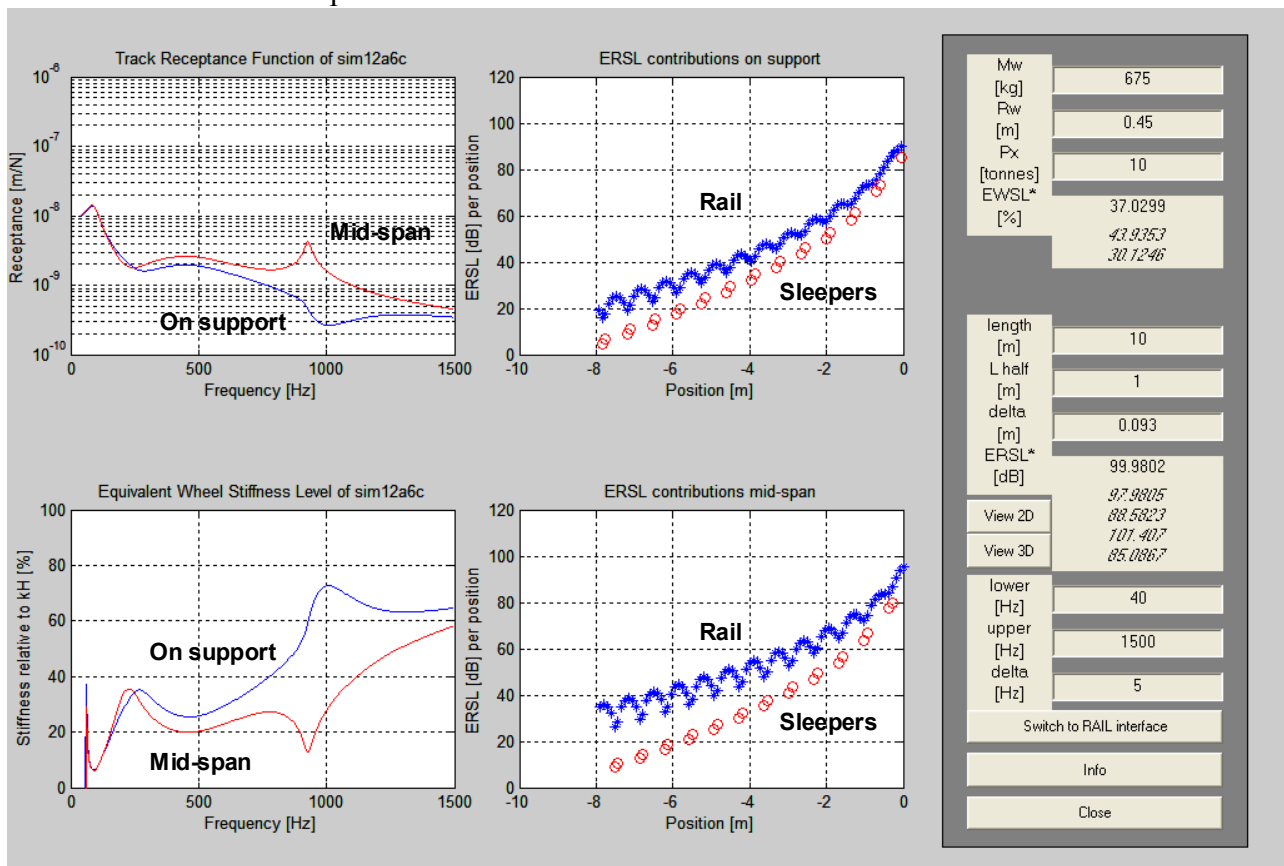 Track Receptance Function of sim12a6c
10^-6
10^-7
10^-8
10^-9
10^-10
Receptance [m/N]
Mid-span
On support
0 500 1000 1500
Frequency [Hz]
ERSL contributions on support
120
100
80
60
40
20
0
ERSL [dB] per position
Rail
Sleepers
-10 -8 -6 -4 -2 0
Position [m]
Equivalent Wheel Stiffness Level of sim12a6c
100
80
60
40
20
0
Stiffness relative to kH [%]
On support
Mid-span
0 500 1000 1500
Frequency [Hz]
ERSL contributions mid-span
120
100
80
60
40
20
0
ERSL [dB] per position
Rail
Sleepers
-10 -8 -6 -4 -2 0
Position [m]
Mw
[kg]
675
Rw
[m]
0.45
Px
[tonnes]
10
EWSL*
[%]
37.0299
43.9353
30.1246
length
[m]
10
L half
[m]
1
delta
[m]
0.093
ERSL*
[dB]
99.9802
97.9805
88.5823
101.407
85.0867
View 2D
View 3D
lower
[Hz]
40
upper
[Hz]
1500
delta
[Hz]
5
Switch to RAIL interface
Info
Close